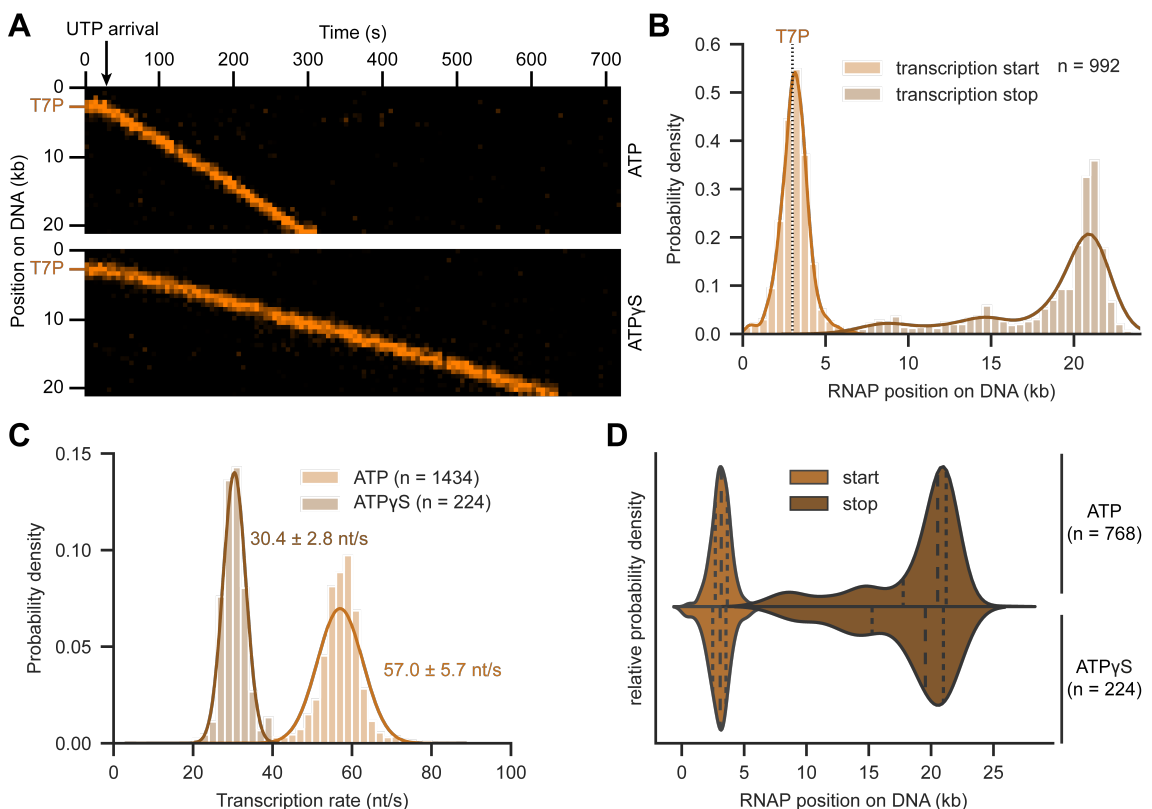 A
UTP arrival
Time (s)
0 100 200 300 400 500 600 700
0
T7P
10
20
ATP
0
T7P
10
20
ATPγS
Position on DNA (kb)
B
T7P
transcription start n = 992
transcription stop
0.6
0.5
0.4
0.3
0.2
0.1
0.0
Probability density
0 5 10 15 20
RNAP position on DNA (kb)
C
0.15
0.10
0.05
0.00
Probability density
ATP (n = 1434)
ATPγS (n = 224)
30.4 ± 2.8 nt/s
57.0 ± 5.7 nt/s
0 20 40 60 80 100
Transcription rate (nt/s)
D
start
stop
relative probability density
ATP
(n = 768)
ATPγS
(n = 224)
0 5 10 15 20 25
RNAP position on DNA (kb)